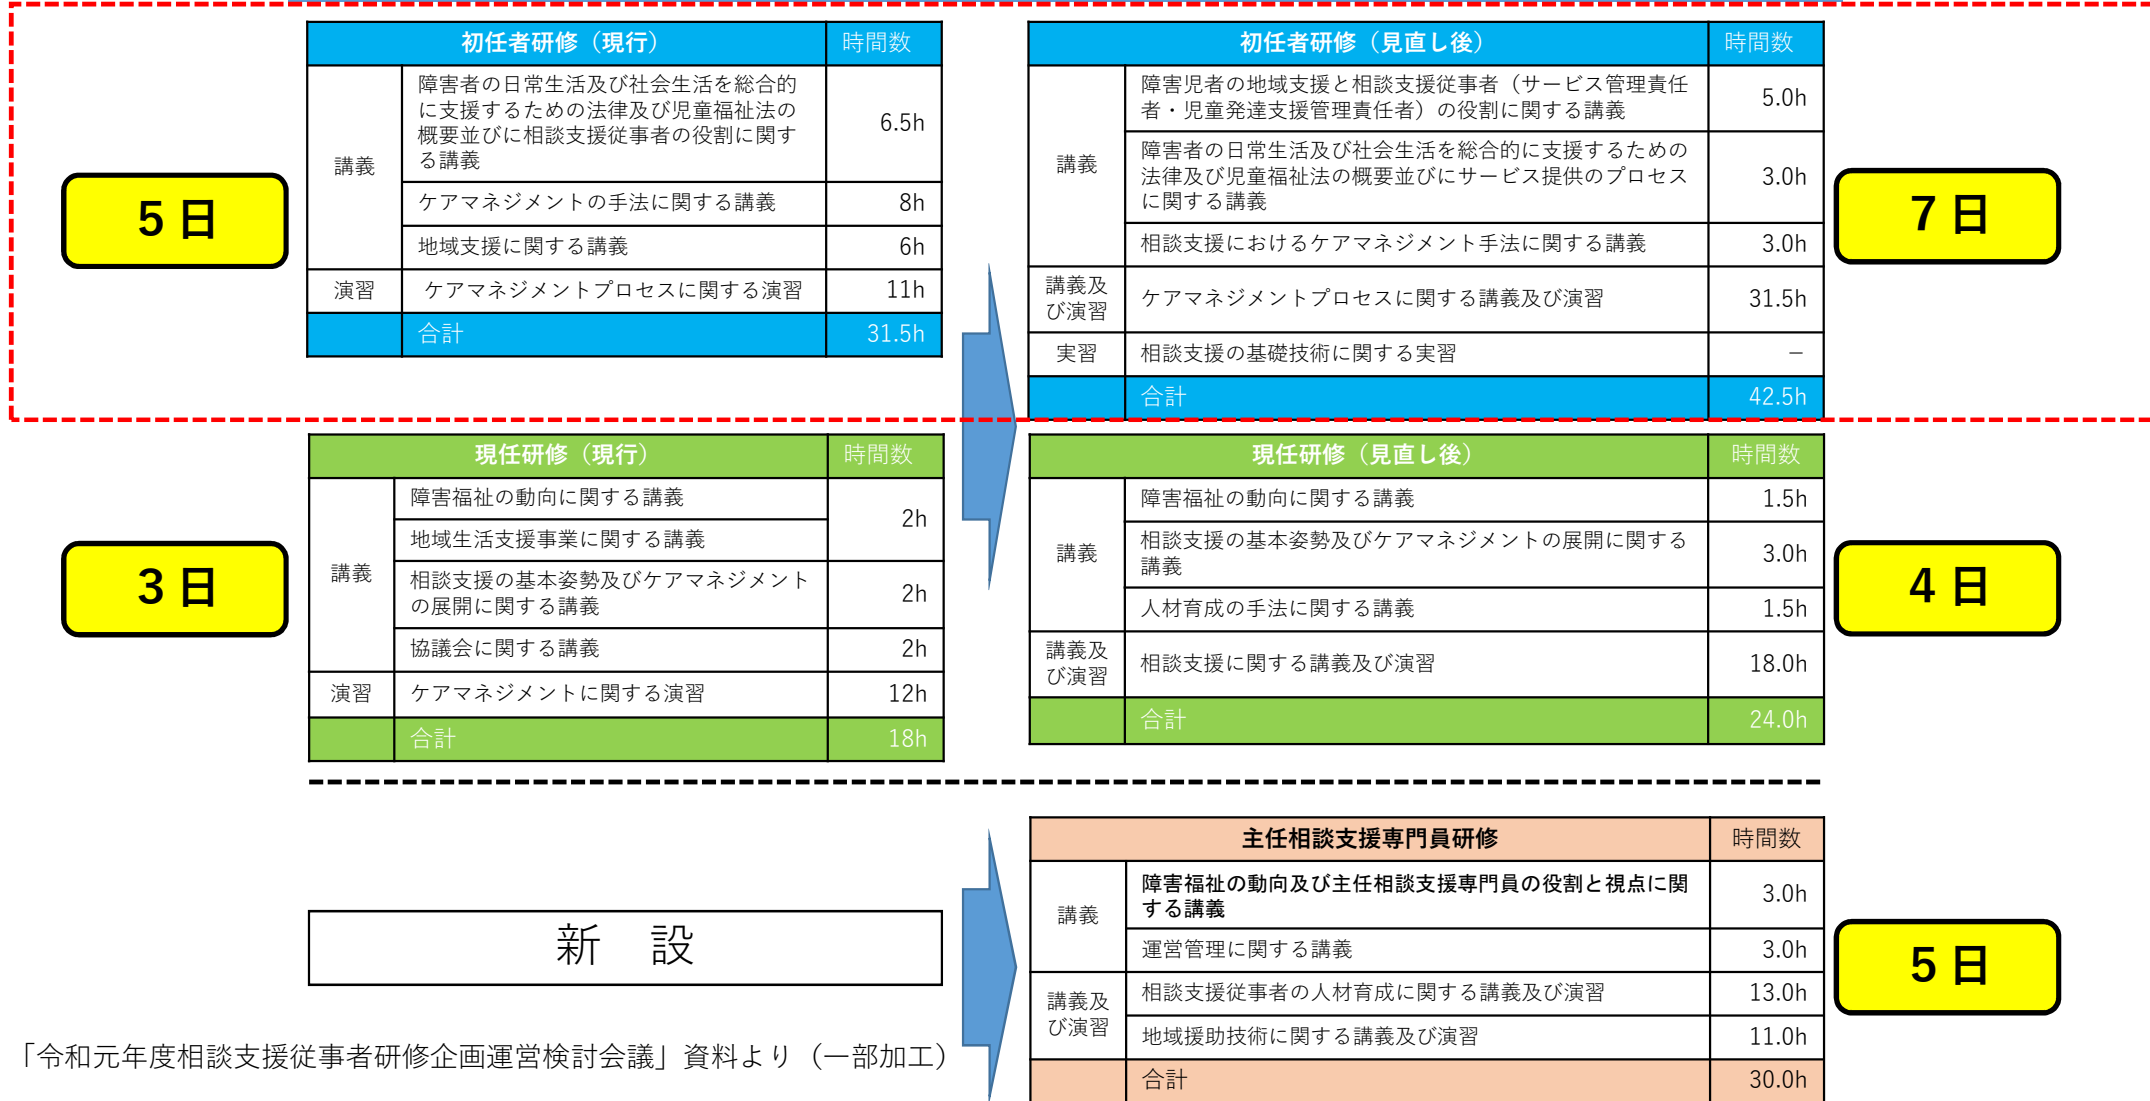 初任者研修（現行）
時間数
講義
障害者の日常生活及び社会生活を総合的
に支援するための法律及び児童福祉法の
概要並びに相談支援従事者の役割に関す
る講義
6.5h
ケアマネジメントの手法に関する講義
8h
地域支援に関する講義
6h
演習
ケアマネジメントプロセスに関する演習
11h
合計
31.5h
5日
初任者研修（見直し後）
時間数
講義
障害児者の地域支援と相談支援従事者（サービス管理責任
者・児童発達支援管理責任者）の役割に関する講義
5.0h
障害者の日常生活及び社会生活を総合的に支援するための
法律及び児童福祉法の概要並びにサービス提供のプロセス
に関する講義
3.0h
相談支援におけるケアマネジメント手法に関する講義
3.0h
講義及
び演習
ケアマネジメントプロセスに関する講義及び演習
31.5h
実習
相談支援の基礎技術に関する実習
－
合計
42.5h
7日
現任研修（現行）
時間数
講義
障害福祉の動向に関する講義
地域生活支援事業に関する講義
2h
相談支援の基本姿勢及びケアマネジメント
の展開に関する講義
2h
協議会に関する講義
2h
演習
ケアマネジメントに関する演習
12h
合計
18h
3日
現任研修（見直し後）
時間数
講義
障害福祉の動向に関する講義
1.5h
相談支援の基本姿勢及びケアマネジメントの展開に関する
講義
3.0h
人材育成の手法に関する講義
1.5h
講義及
び演習
相談支援に関する講義及び演習
18.0h
合計
24.0h
4日
新　設
主任相談支援専門員研修
時間数
講義
障害福祉の動向及び主任相談支援専門員の役割と視点に関
する講義
3.0h
運営管理に関する講義
3.0h
講義及
び演習
相談支援従事者の人材育成に関する講義及び演習
13.0h
地域援助技術に関する講義及び演習
11.0h
合計
30.0h
5日
「令和元年度相談支援従事者研修企画運営検討会議」資料より（一部加工）